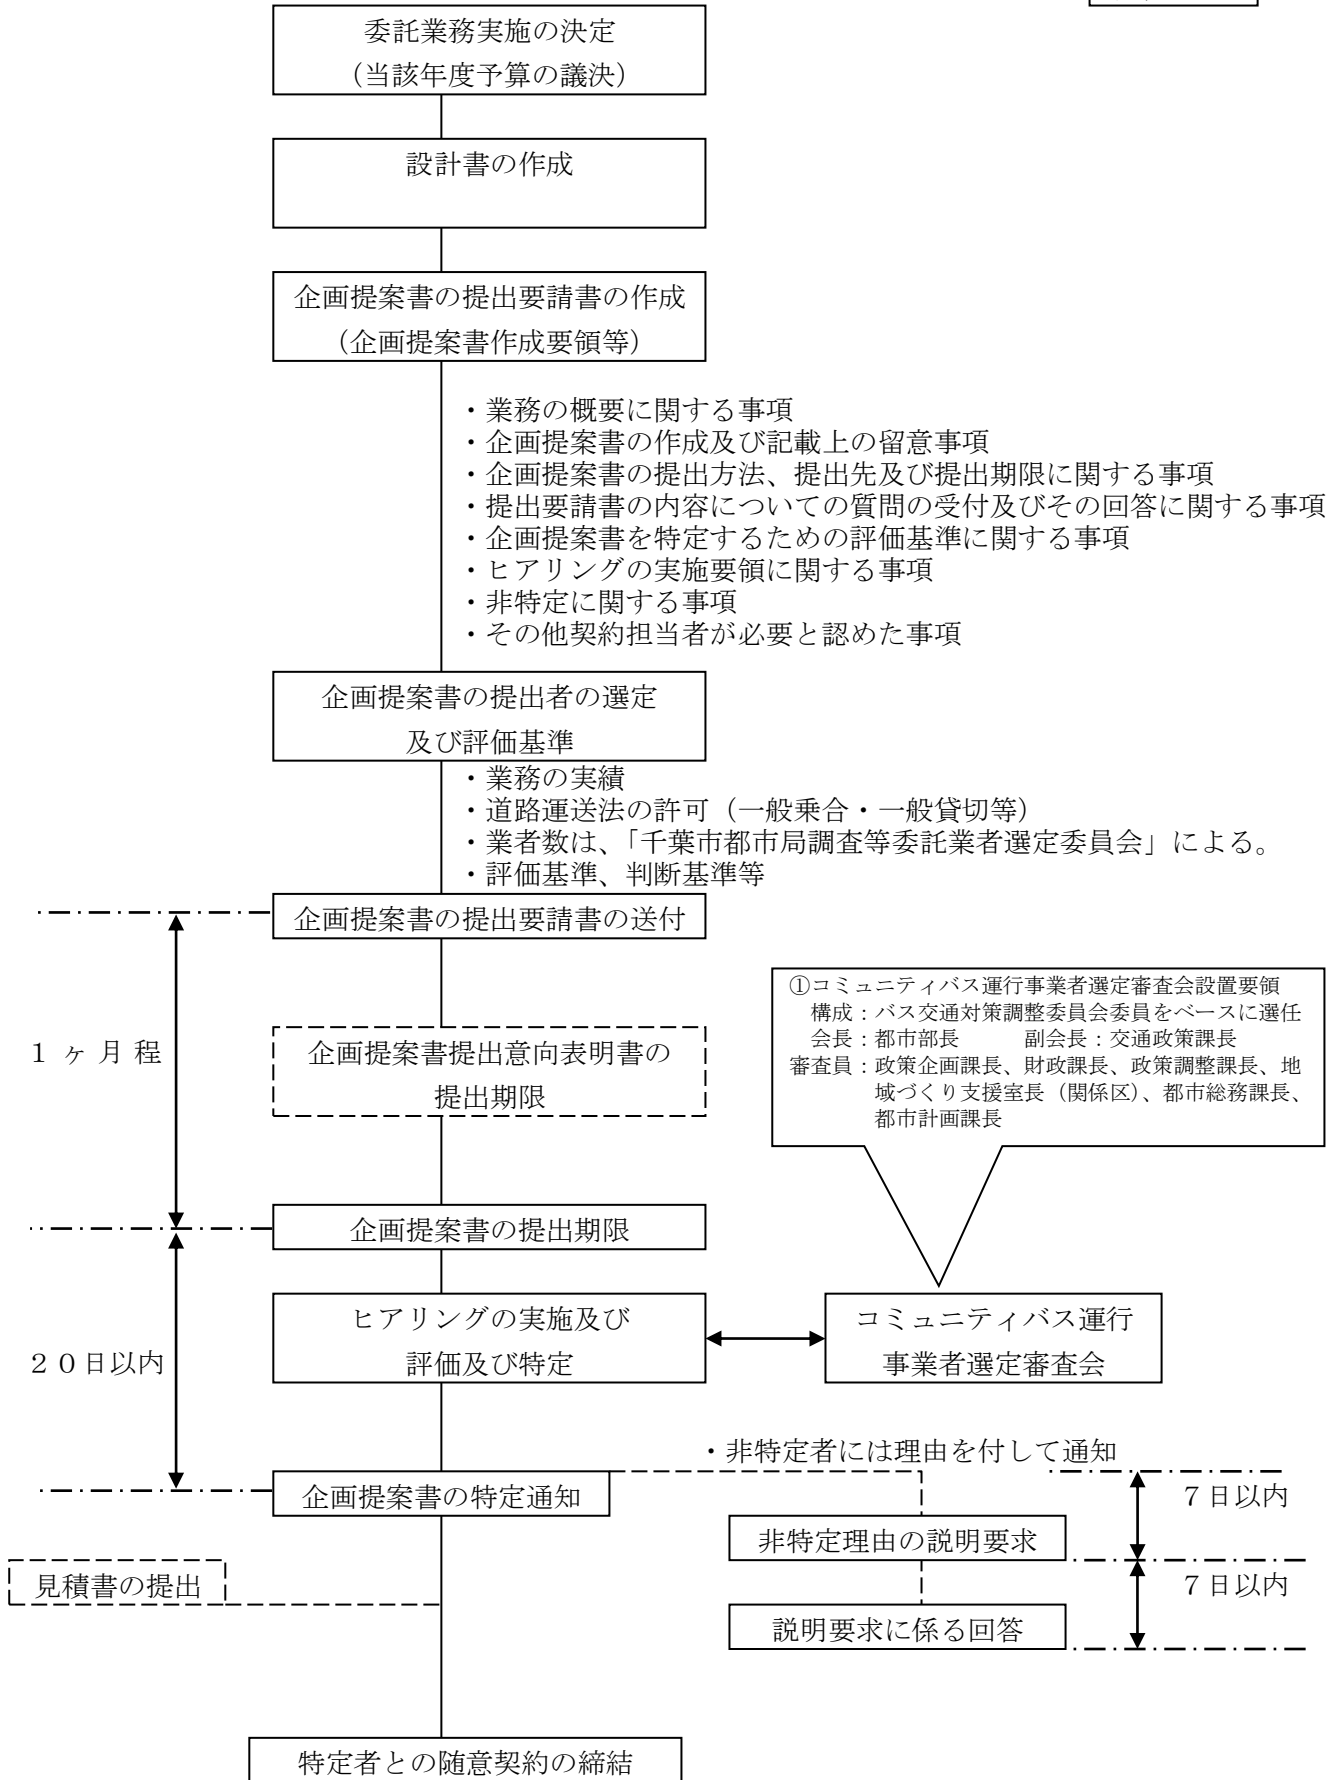 委託業務実施の決定
（当該年度予算の議決）
設計書の作成
企画提案書の提出要請書の作成
（企画提案書作成要領等）
・業務の概要に関する事項
・企画提案書の作成及び記載上の留意事項
・企画提案書の提出方法、提出先及び提出期限に関する事項
・提出要請書の内容についての質問の受付及びその回答に関する事項
・企画提案書を特定するための評価基準に関する事項
・ヒアリングの実施要領に関する事項
・非特定に関する事項
・その他契約担当者が必要と認めた事項
企画提案書の提出者の選定
及び評価基準
・業務の実績
・道路運送法の許可（一般乗合・一般貸切等）
・業者数は、「千葉市都市局調査等委託業者選定委員会」による。
・評価基準、判断基準等
企画提案書の提出要請書の送付
①コミュニティバス運行事業者選定審査会設置要領
構成：バス交通対策調整委員会委員をベースに選任
会長：都市部長　　副会長：交通政策課長
審査員：政策企画課長、財政課長、政策調整課長、地
域づくり支援室長（関係区）、都市総務課長、
都市計画課長
１ヶ月程
企画提案書提出意向表明書の
提出期限
企画提案書の提出期限
ヒアリングの実施及び
評価及び特定
コミュニティバス運行
事業者選定審査会
２０日以内
・非特定者には理由を付して通知
企画提案書の特定通知
７日以内
非特定理由の説明要求
見積書の提出
７日以内
説明要求に係る回答
特定者との随意契約の締結